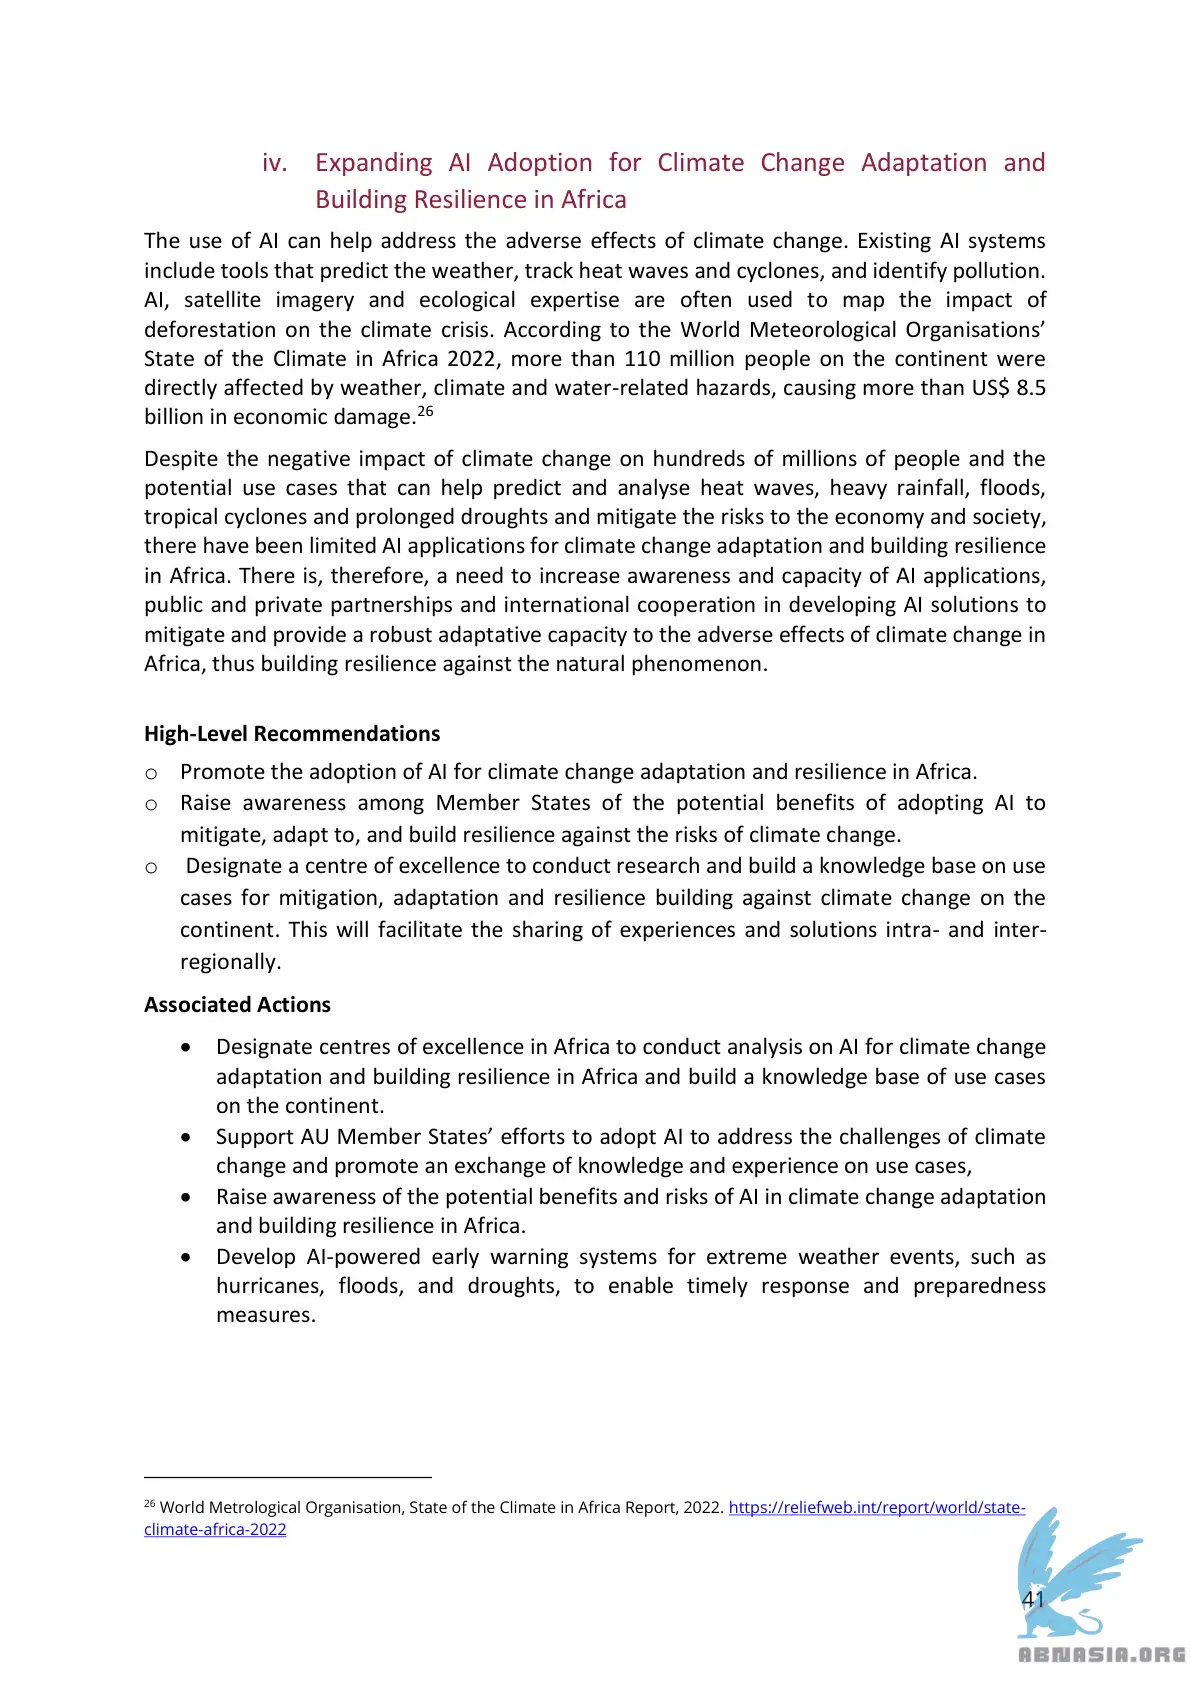 iv. Expanding AI Adoption for Climate Change Adaptation and
Building Resilience in Africa
The use of AI can help address the adverse effects of climate change. Existing AI systems
include tools that predict the weather, track heat waves and cyclones, and identify pollution.
AI, satellite imagery and ecological expertise are often used to map the impact of
deforestation on the climate crisis. According to the World Meteorological Organisations’
State of the Climate in Africa 2022, more than 110 million people on the continent were
directly affected by weather, climate and water-related hazards, causing more than US$ 8.5
billion in economic damage.26
Despite the negative impact of climate change on hundreds of millions of people and the
potential use cases that can help predict and analyse heat waves, heavy rainfall, floods,
tropical cyclones and prolonged droughts and mitigate the risks to the economy and society,
there have been limited AI applications for climate change adaptation and building resilience
in Africa. There is, therefore, a need to increase awareness and capacity of AI applications,
public and private partnerships and international cooperation in developing AI solutions to
mitigate and provide a robust adaptative capacity to the adverse effects of climate change in
Africa, thus building resilience against the natural phenomenon.
High-Level Recommendations
o Promote the adoption of AI for climate change adaptation and resilience in Africa.
o Raise awareness among Member States of the potential benefits of adopting AI to
mitigate, adapt to, and build resilience against the risks of climate change.
o Designate a centre of excellence to conduct research and build a knowledge base on use
cases for mitigation, adaptation and resilience building against climate change on the
continent. This will facilitate the sharing of experiences and solutions intra- and inter-
regionally.
Associated Actions
• Designate centres of excellence in Africa to conduct analysis on AI for climate change
adaptation and building resilience in Africa and build a knowledge base of use cases
on the continent.
• Support AU Member States’ efforts to adopt AI to address the challenges of climate
change and promote an exchange of knowledge and experience on use cases,
• Raise awareness of the potential benefits and risks of AI in climate change adaptation
and building resilience in Africa.
• Develop AI-powered early warning systems for extreme weather events, such as
hurricanes, floods, and droughts, to enable timely response and preparedness
measures.
26 World Metrological Organisation, State of the Climate in Africa Report, 2022. https://reliefweb.int/report/world/state-
climate-africa-2022
41
ABNASIA.ORG